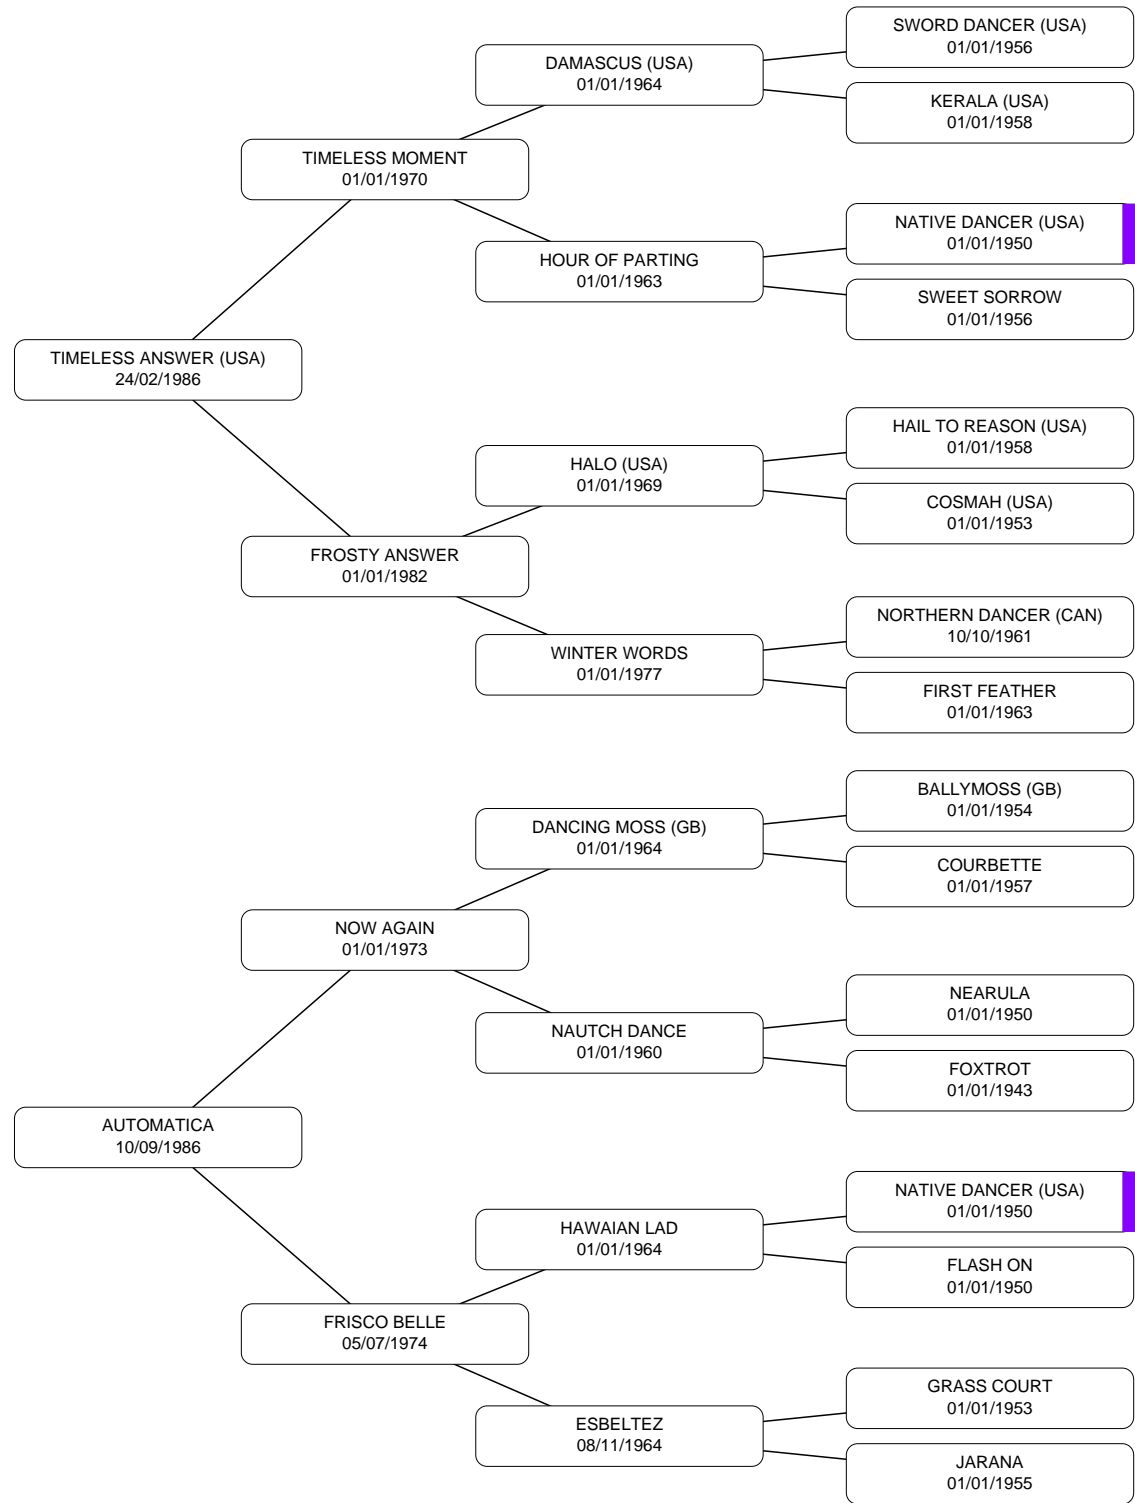 SWORD DANCER (USA)
01/01/1956
DAMASCUS (USA)
01/01/1964
KERALA (USA)
01/01/1958
TIMELESS MOMENT
01/01/1970
NATIVE DANCER (USA)
01/01/1950
HOUR OF PARTING
01/01/1963
SWEET SORROW
01/01/1956
TIMELESS ANSWER (USA)
24/02/1986
HAIL TO REASON (USA)
01/01/1958
HALO (USA)
01/01/1969
COSMAH (USA)
01/01/1953
FROSTY ANSWER
01/01/1982
NORTHERN DANCER (CAN)
10/10/1961
WINTER WORDS
01/01/1977
FIRST FEATHER
01/01/1963
BALLYMOSS (GB)
01/01/1954
DANCING MOSS (GB)
01/01/1964
COURBETTE
01/01/1957
NOW AGAIN
01/01/1973
NEARULA
01/01/1950
NAUTCH DANCE
01/01/1960
FOXTROT
01/01/1943
AUTOMATICA
10/09/1986
NATIVE DANCER (USA)
01/01/1950
HAWAIAN LAD
01/01/1964
FLASH ON
01/01/1950
FRISCO BELLE
05/07/1974
GRASS COURT
01/01/1953
ESBELTEZ
08/11/1964
JARANA
01/01/1955